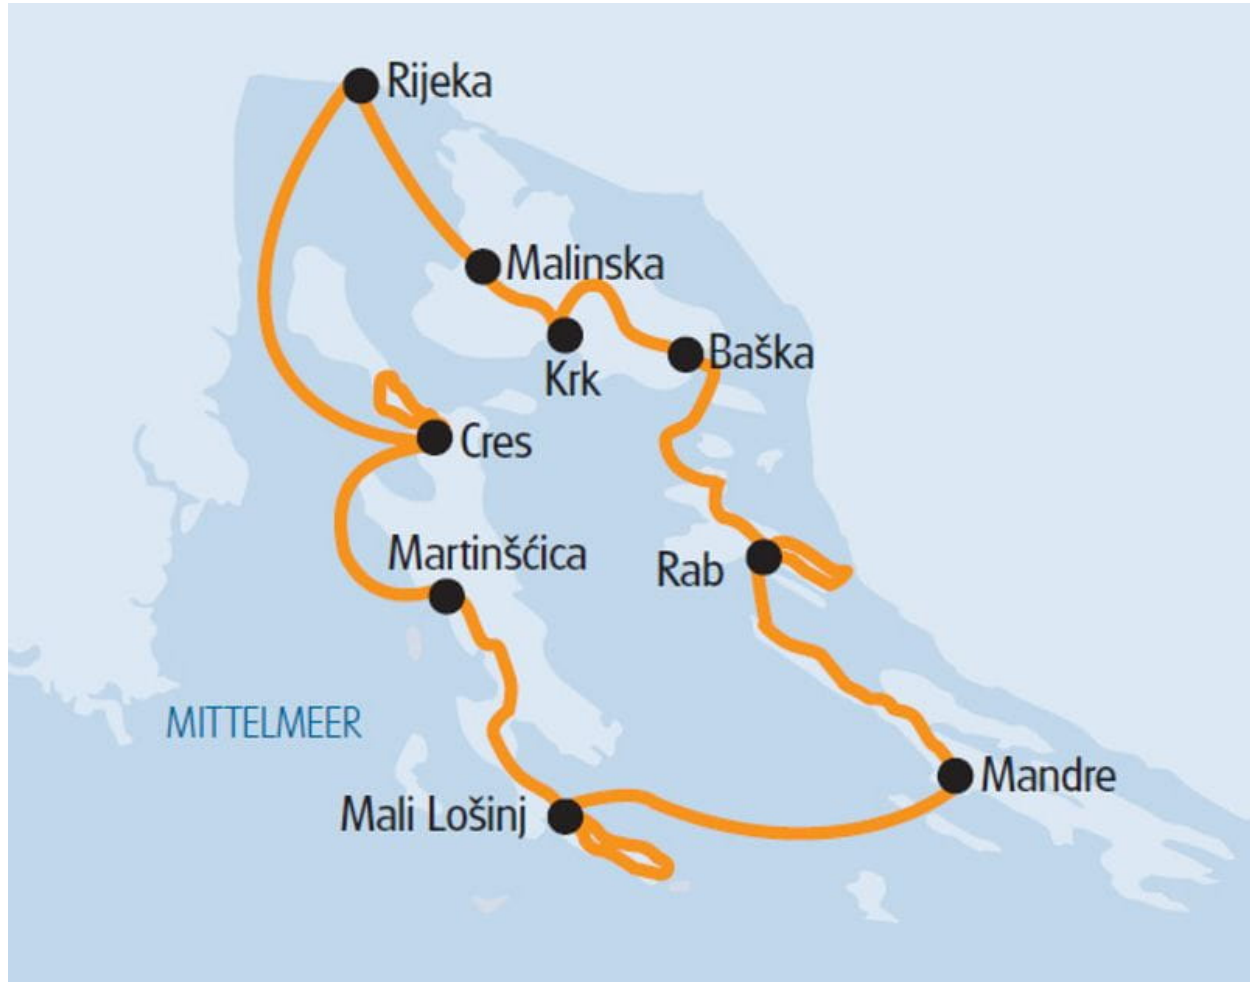 Rijeka
Malinska
Krk
Baška
Cres
Martinšćica
Rab
MITTELMEER
Mali Lošinj
Mandre